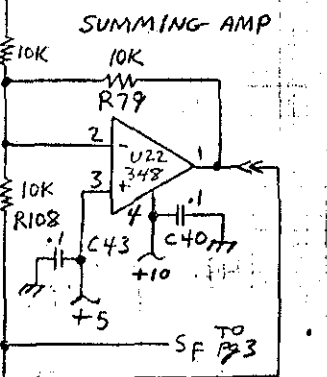 SUMMING AMP
10K
10K
R79
2
-
U22
1
348
3
+
10K
R108
4
.1
.1
C43
C40
+10
+5
SF TO Pg3